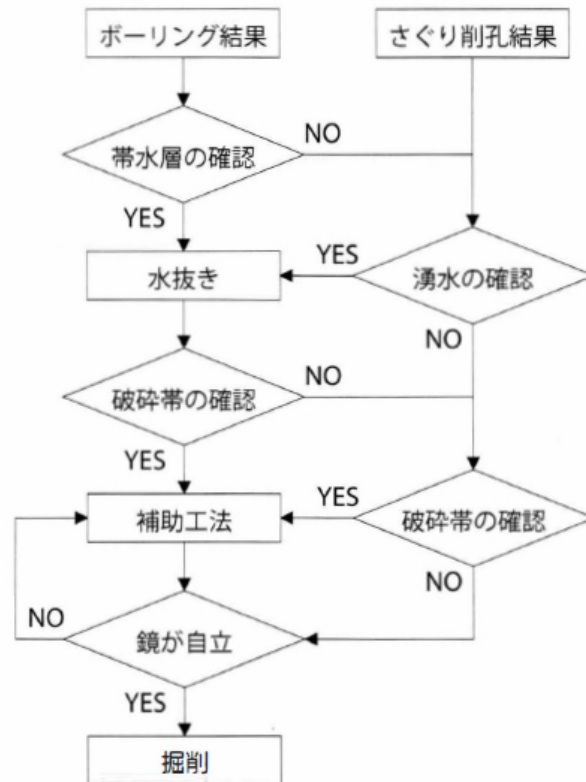 ボーリング結果
さぐり削孔結果
帯水層の確認
NO
YES
水抜き
YES
湧水の確認
NO
破砕帯の確認
NO
YES
補助工法
YES
破砕帯の確認
NO
NO
鏡が自立
YES
掘削